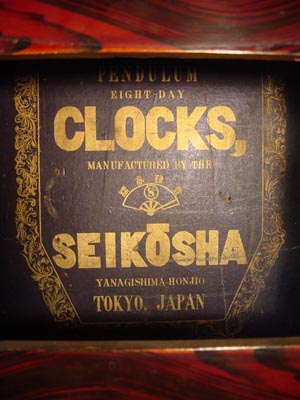 PENDULUM
EIGHT-DAY
CLOCKS,
MANUFACTURED BY THE
S
SEIKŌSHA
YANAGISHIMA HONJIO
TOKYO, JAPAN